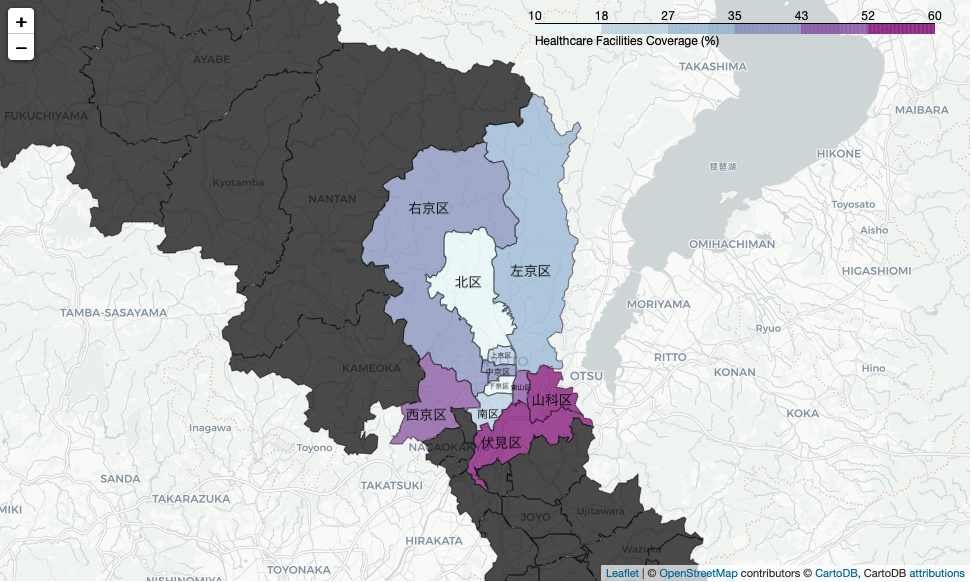 +
−
10 18 27 35 43 52 60
Healthcare Facilities Coverage (%)
AYABE
TAKASHIMA
FUKUCHIYAMA
MAIBARA
HIKONE
琵琶湖
Kyotamba
NANTAN
右京区
Toyosato
Aisho
OMIHACHIMAN
左京区
HIGASHIOMI
北区
TAMBA-SASAYAMA
MORIYAMA
Ryuo
上京区
RITTO
KAMEOKA
中京区
OTSU
KONAN
Hino
下京区
東山区
山科区
西京区
南区
KOKA
Inagawa
伏見区
Toyono
NAGAOKAKYO
SANDA
TAKATSUKI
TAKARAZUKA
MIKI
JOYO
Ujitawara
HIRAKATA
Wazuka
TOYONAKA
NISHINOMIYA
Leaflet | © OpenStreetMap contributors © CartoDB, CartoDB attributions